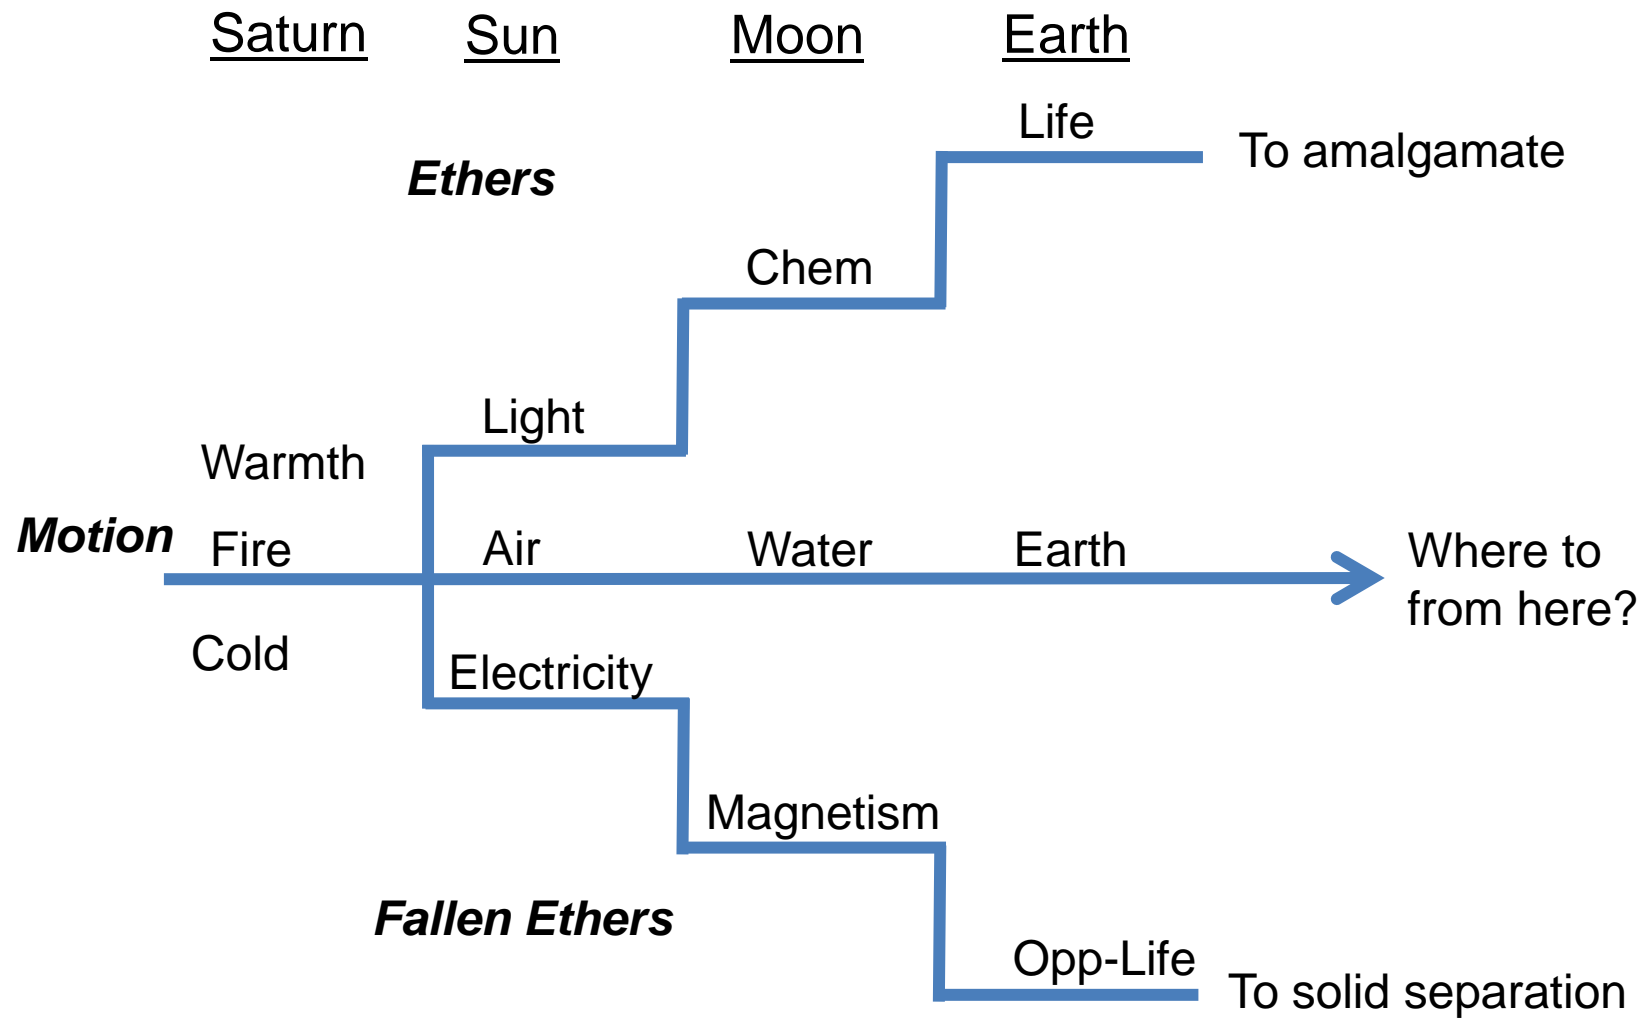 Saturn Sun Moon Earth
Life
To amalgamate
Ethers
Chem
Light
Warmth
Motion Fire Air Water Earth Where to
from here?
Cold
Electricity
Magnetism
Fallen Ethers
Opp-Life
To solid separation